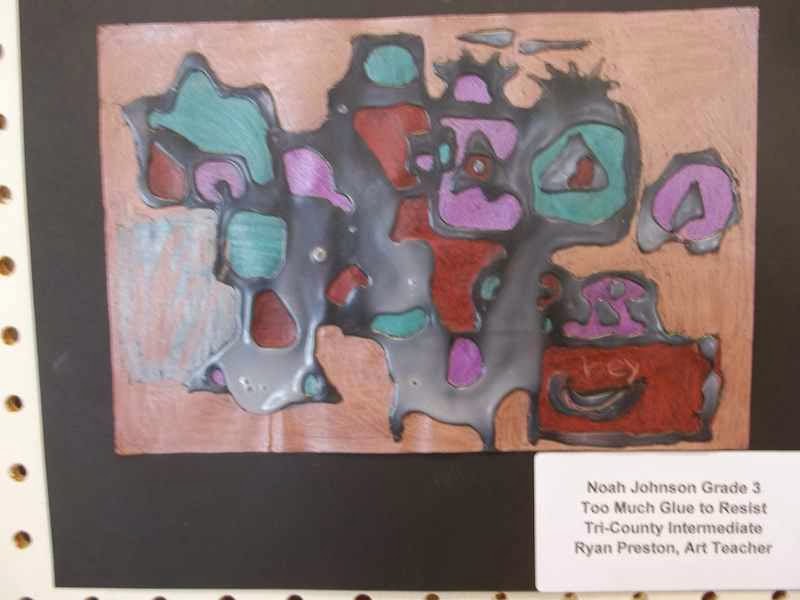 Noah Johnson Grade 3
Too Much Glue to Resist
Tri-County Intermediate
Ryan Preston, Art Teacher